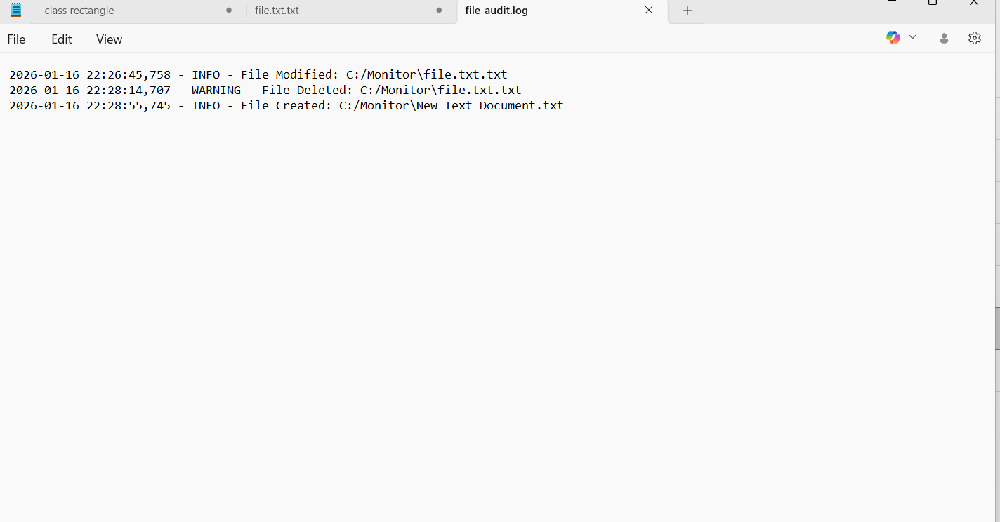 class rectangle
file.txt.txt
file_audit.log
File
Edit
View
2026-01-16 22:26:45,758 - INFO - File Modified: C:/Monitor\file.txt.txt
2026-01-16 22:28:14,707 - WARNING - File Deleted: C:/Monitor\file.txt.txt
2026-01-16 22:28:55,745 - INFO - File Created: C:/Monitor\New Text Document.txt